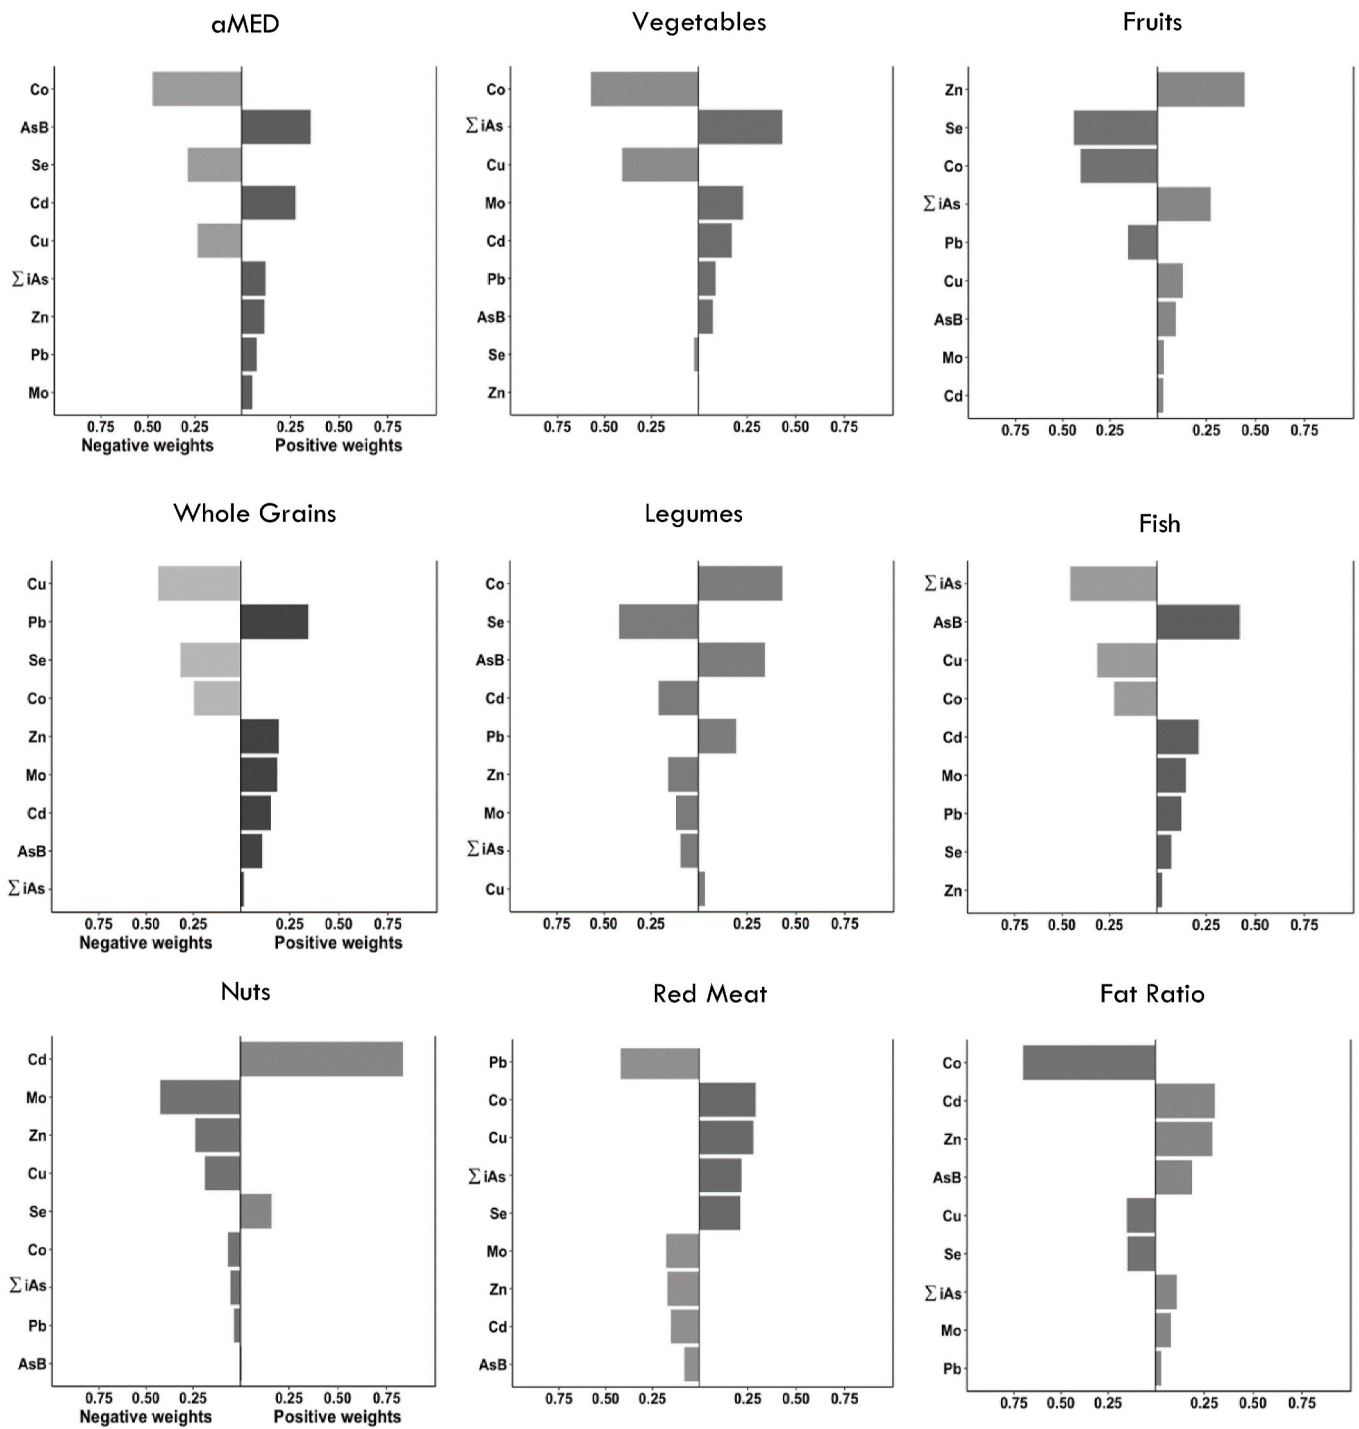 aMED
Co
AsB
Se
Cd
Cu
∑iAs
Zn
Pb
Mo
0.75 0.50 0.25 0.25 0.50 0.75
Negative weights Positive weights
Vegetables
Co
∑iAs
Cu
Mo
Cd
Pb
AsB
Se
Zn
0.75 0.50 0.25 0.25 0.50 0.75
Fruits
Zn
Se
Co
∑iAs
Pb
Cu
AsB
Mo
Cd
0.75 0.50 0.25 0.25 0.50 0.75
Whole Grains
Cu
Pb
Se
Co
Zn
Mo
Cd
AsB
∑iAs
0.75 0.50 0.25 0.25 0.50 0.75
Negative weights Positive weights
Legumes
Co
Se
AsB
Cd
Pb
Zn
Mo
∑iAs
Cu
0.75 0.50 0.25 0.25 0.50 0.75
Fish
∑iAs
AsB
Cu
Co
Cd
Mo
Pb
Se
Zn
0.75 0.50 0.25 0.25 0.50 0.75
Nuts
Cd
Mo
Zn
Cu
Se
Co
∑iAs
Pb
AsB
0.75 0.50 0.25 0.25 0.50 0.75
Negative weights Positive weights
Red Meat
Pb
Co
Cu
∑iAs
Se
Mo
Zn
Cd
AsB
0.75 0.50 0.25 0.25 0.50 0.75
Fat Ratio
Co
Cd
Zn
AsB
Cu
Se
∑iAs
Mo
Pb
0.75 0.50 0.25 0.25 0.50 0.75